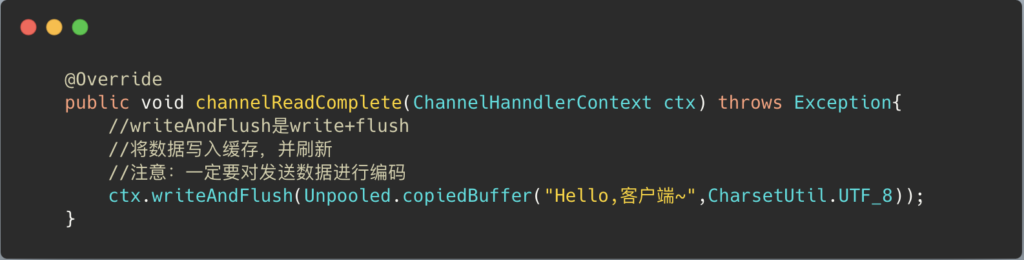 @Override
public void channelReadComplete(ChannelHanndlerContext ctx) throws Exception{
//writeAndFlush是write+flush
//将数据写入缓存，并刷新
//注意：一定要对发送数据进行编码
ctx.writeAndFlush(Unpooled.copiedBuffer("Hello,客户端~",CharsetUtil.UTF_8));
}